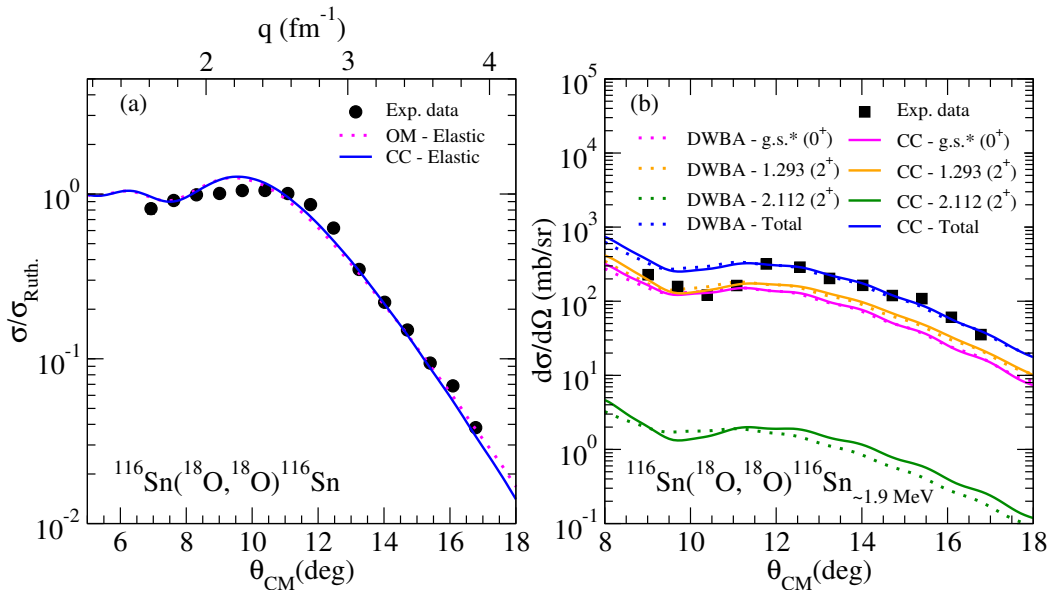 q (fm⁻¹)
2 3 4
(a)
Exp. data
OM - Elastic
CC - Elastic
σ/σ_Ruth.
10⁰
10⁻¹
10⁻²
¹¹⁶Sn(¹⁸O,¹⁸O)¹¹⁶Sn
6 8 10 12 14 16 18
θ_CM(deg)
(b)
Exp. data
DWBA - g.s.* (0⁺)
CC - g.s.* (0⁺)
DWBA - 1.293 (2⁺)
CC - 1.293 (2⁺)
DWBA - 2.112 (2⁺)
CC - 2.112 (2⁺)
DWBA - Total
CC - Total
dσ/dΩ (mb/sr)
10⁵
10⁴
10³
10²
10¹
10⁰
10⁻¹
¹¹⁶Sn(¹⁸O,¹⁸O)¹¹⁶Sn_~1.9 MeV
8 10 12 14 16 18
θ_CM(deg)